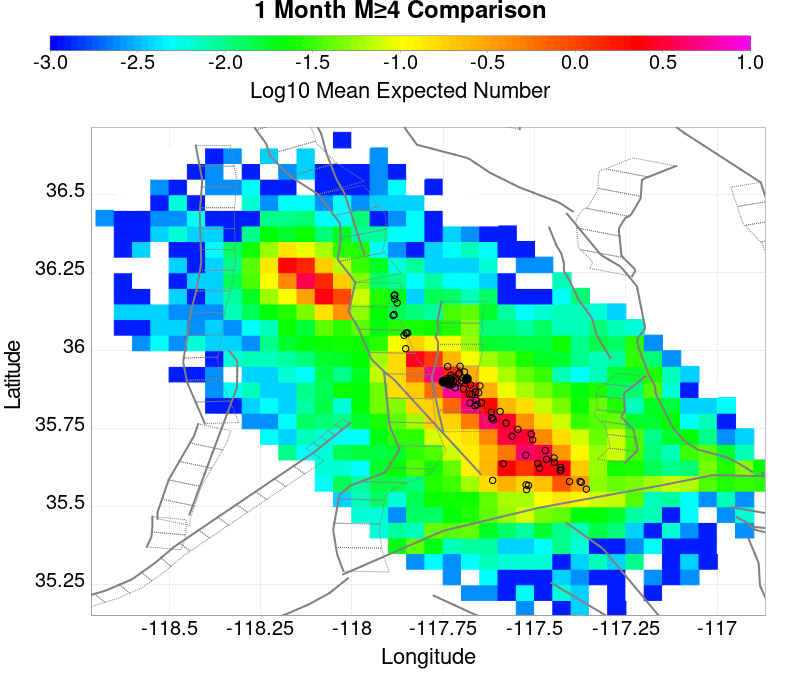 1 Month M≥4 Comparison
-3.0 -2.5 -2.0 -1.5 -1.0 -0.5 0.0 0.5 1.0
Log10 Mean Expected Number
36.5
36.25
36
35.75
35.5
35.25
Latitude
-118.5 -118.25 -118 -117.75 -117.5 -117.25 -117
Longitude